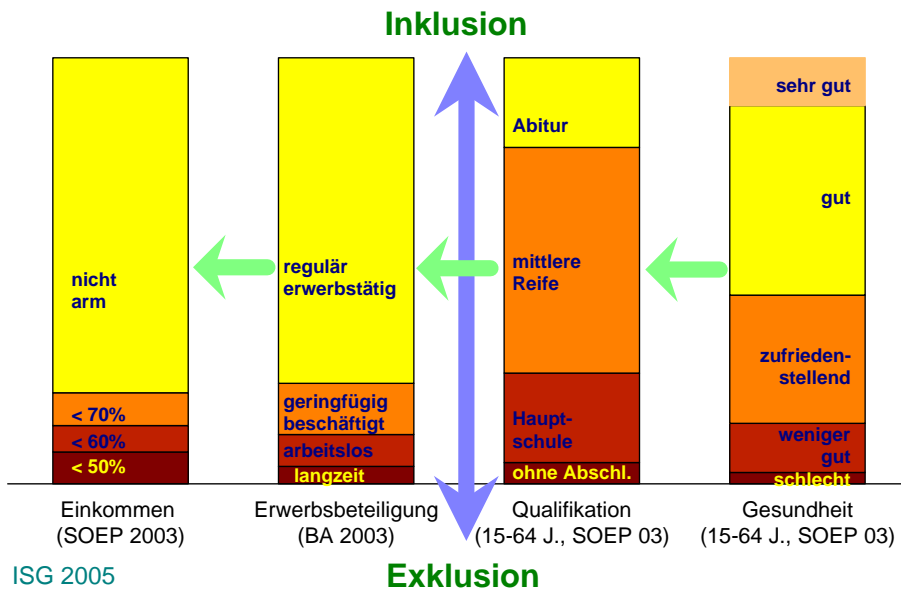 Inklusion
nicht
arm
< 70%
< 60%
< 50%
regulär
erwerbstätig
geringfügig
beschäftigt
arbeitslos
langzeit
Abitur
mittlere
Reife
Haupt-
schule
ohne Abschl.
sehr gut
gut
zufrieden-
stellend
weniger
gut
schlecht
Einkommen
(SOEP 2003)
Erwerbsbeteiligung
(BA 2003)
Qualifikation
(15-64 J., SOEP 03)
Gesundheit
(15-64 J., SOEP 03)
ISG 2005
Exklusion